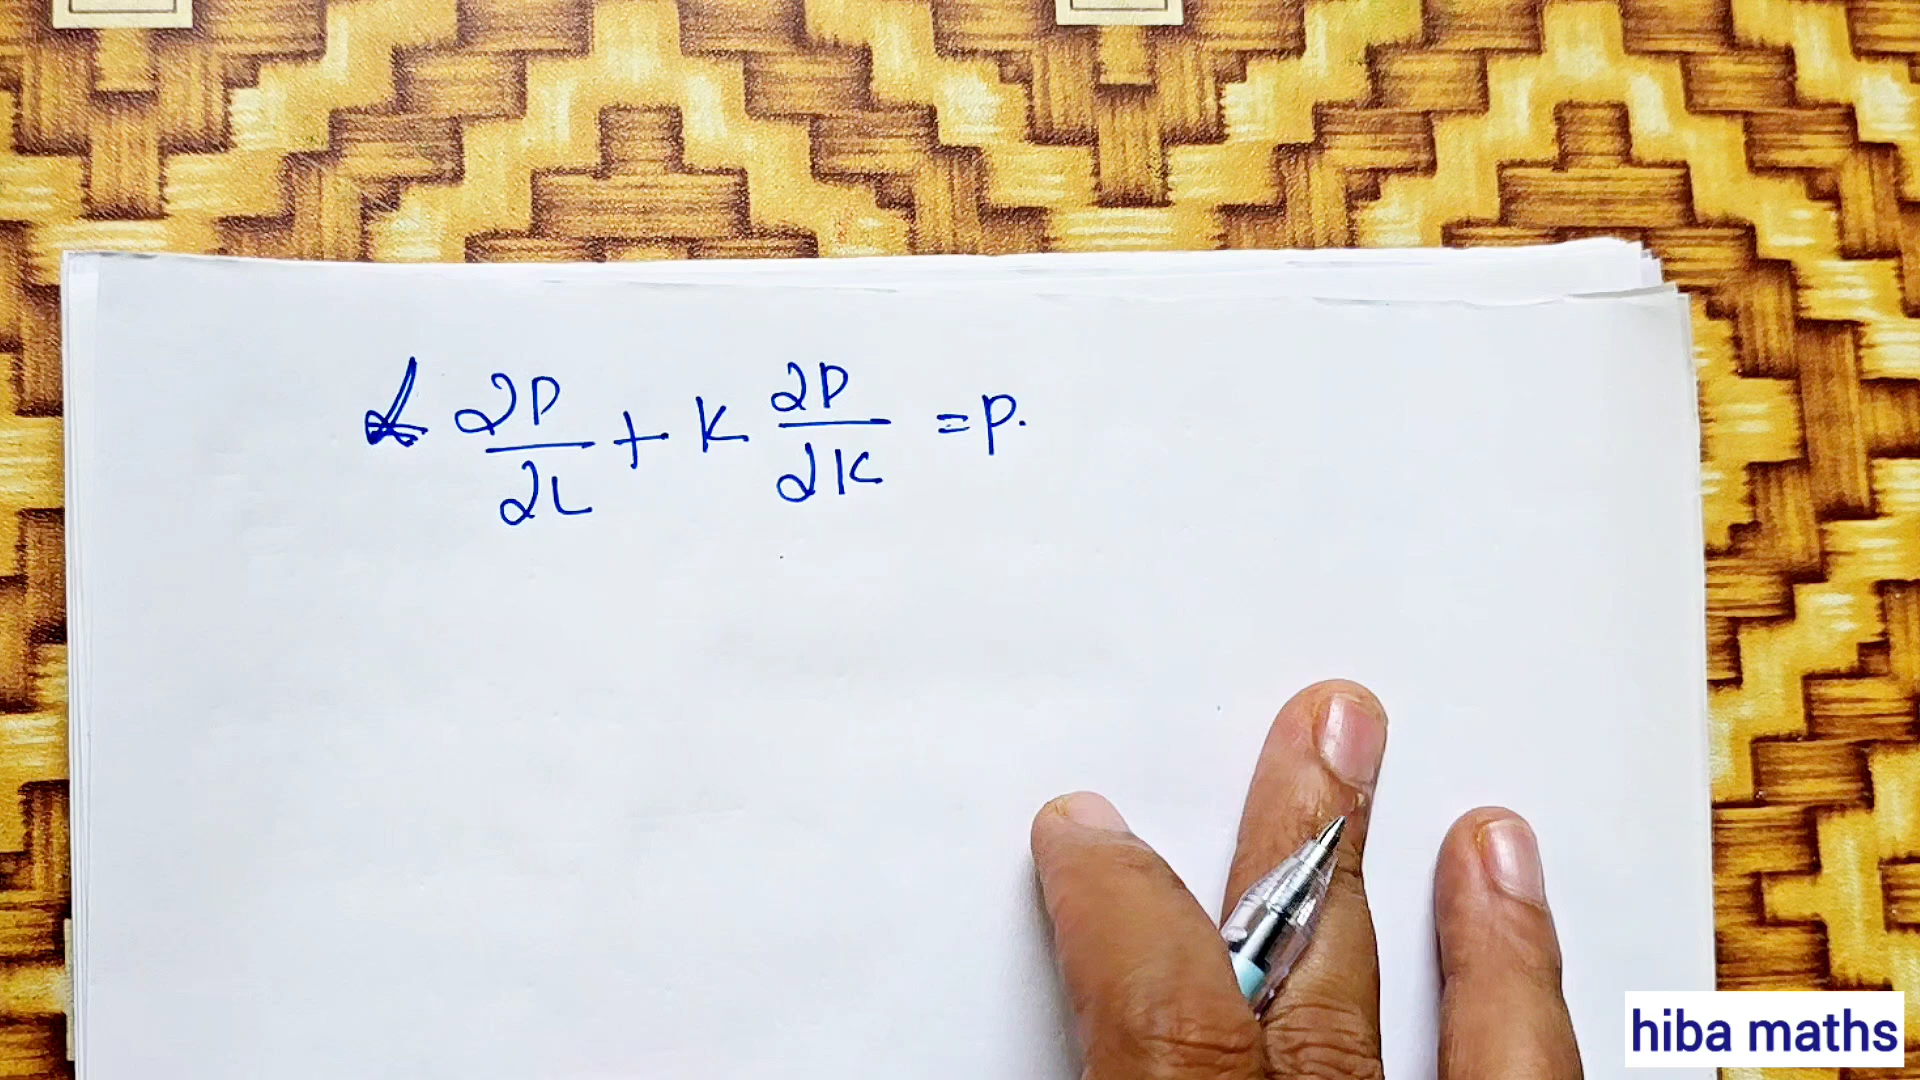 L ∂P/∂L + K ∂P/∂K = P.
hiba maths